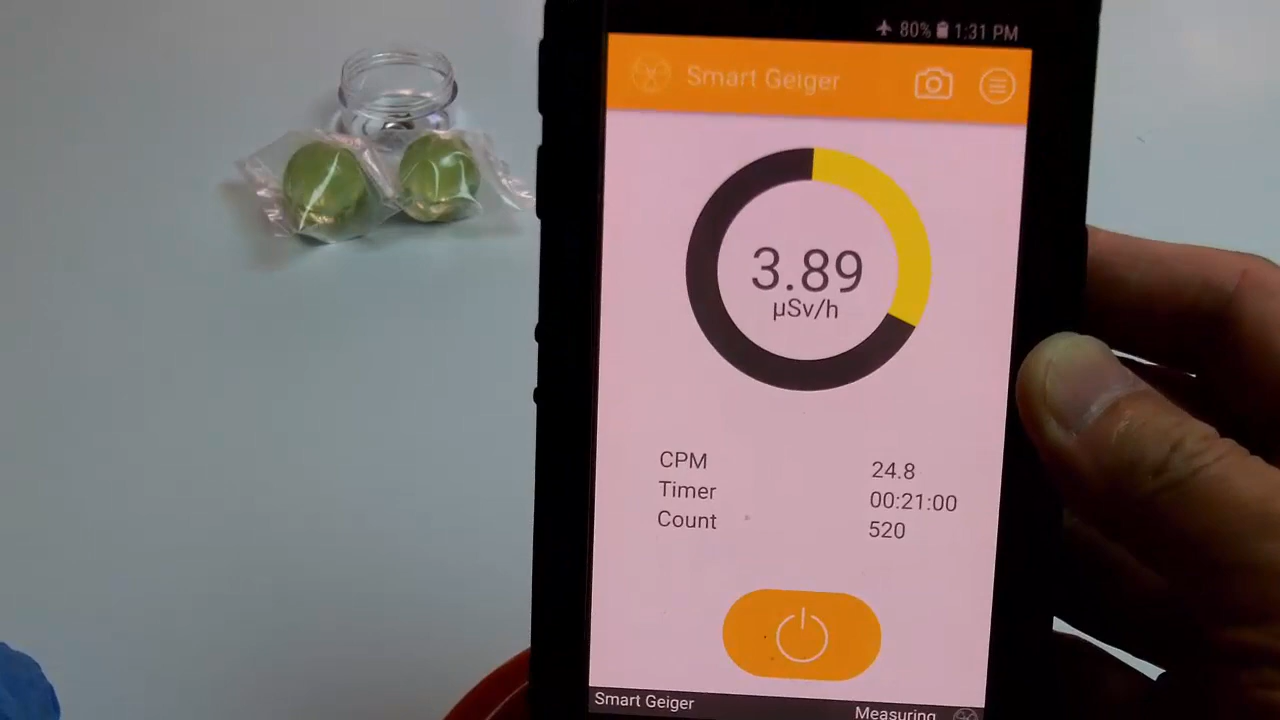 80% 1:31 PM
Smart Geiger
3.89
µSv/h
CPM 24.8
Timer 00:21:00
Count 520
Smart Geiger Measuring